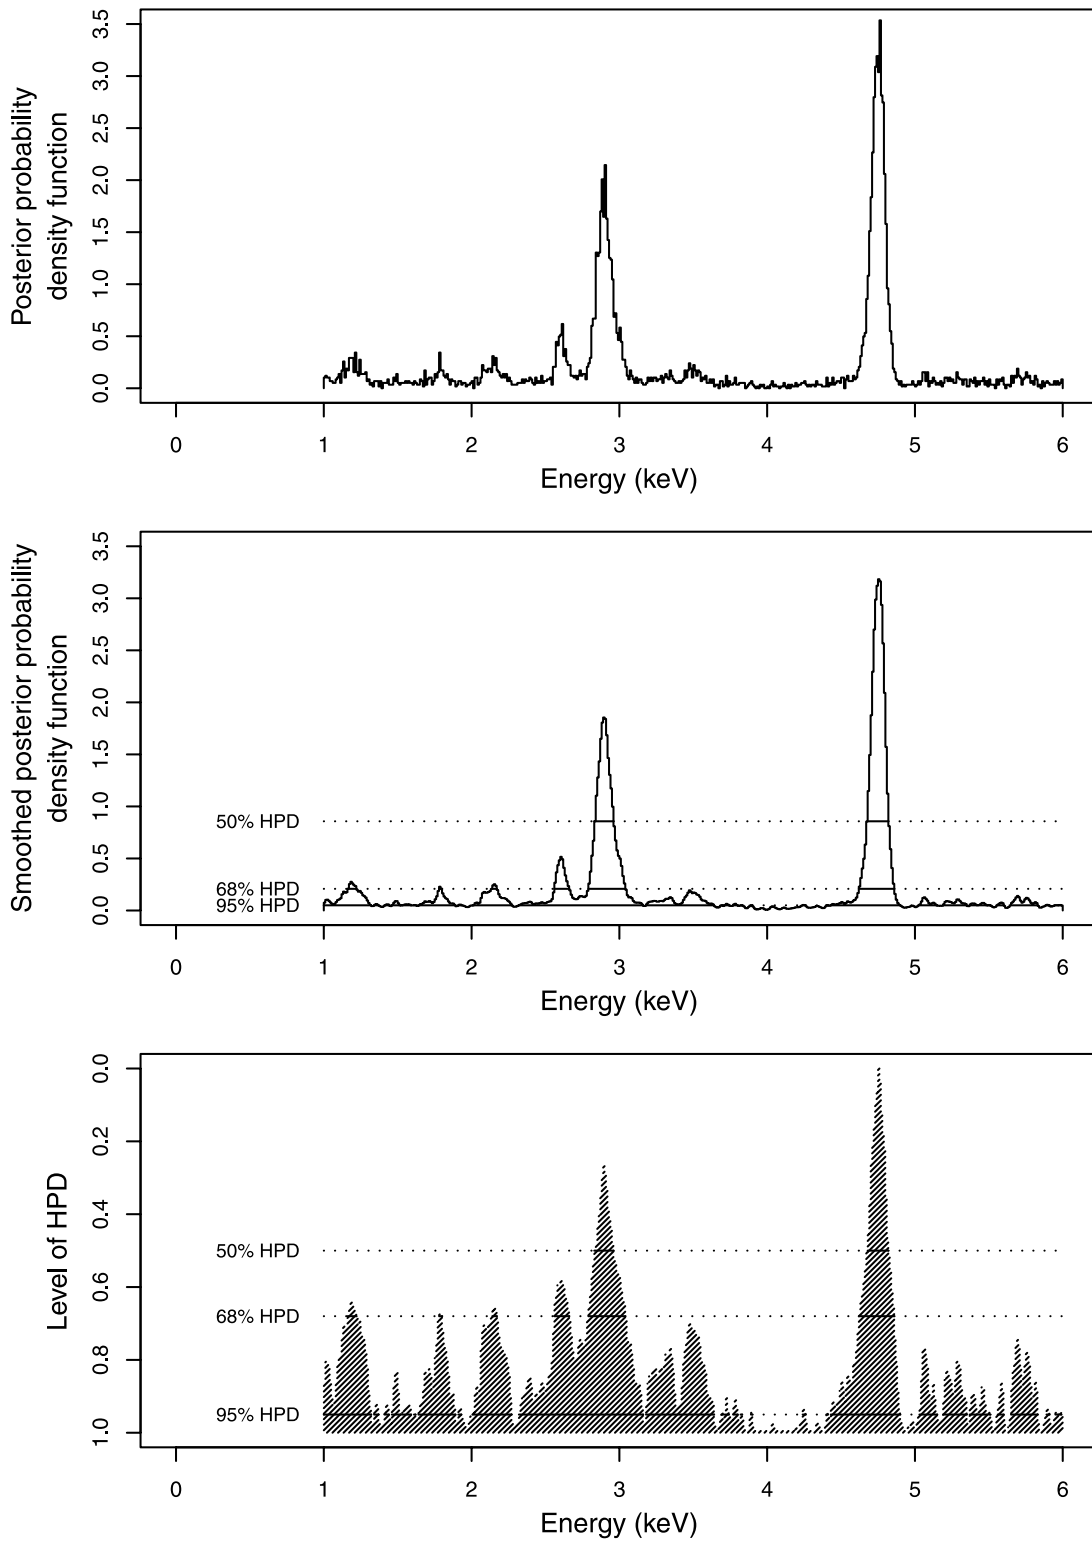 Posterior probability
density function
3.5
3.0
2.5
2.0
1.5
1.0
0.5
0.0
0 1 2 3 4 5 6
Energy (keV)
Smoothed posterior probability
density function
3.5
3.0
2.5
2.0
1.5
1.0
0.5
0.0
50% HPD
68% HPD
95% HPD
0 1 2 3 4 5 6
Energy (keV)
Level of HPD
0.0
0.2
0.4
0.6
0.8
1.0
50% HPD
68% HPD
95% HPD
0 1 2 3 4 5 6
Energy (keV)